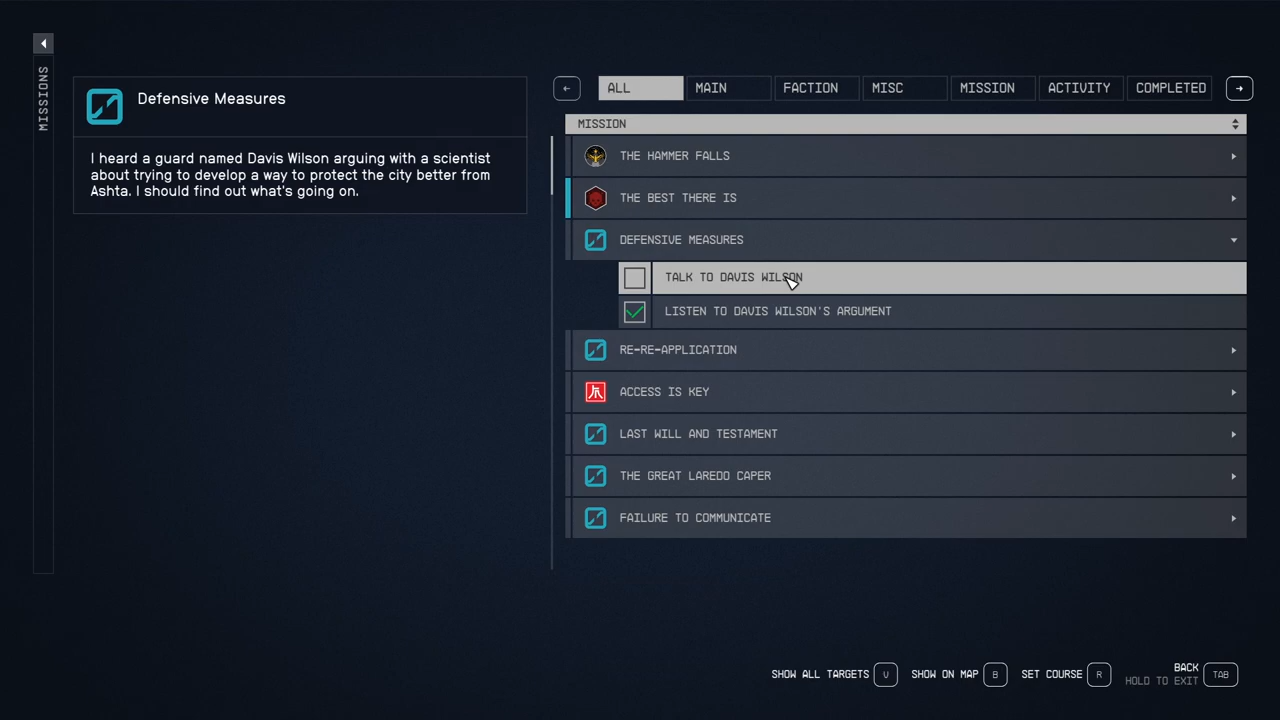 MISSIONS
Defensive Measures
I heard a guard named Davis Wilson arguing with a scientist
about trying to develop a way to protect the city better from
Ashta. I should find out what's going on.
ALL MAIN FACTION MISC MISSION ACTIVITY COMPLETED
MISSION
THE HAMMER FALLS
THE BEST THERE IS
DEFENSIVE MEASURES
TALK TO DAVIS WILSON
LISTEN TO DAVIS WILSON'S ARGUMENT
RE-RE-APPLICATION
ACCESS IS KEY
LAST WILL AND TESTAMENT
THE GREAT LAREDO CAPER
FAILURE TO COMMUNICATE
SHOW ALL TARGETS V SHOW ON MAP B SET COURSE R BACK TAB
HOLD TO EXIT